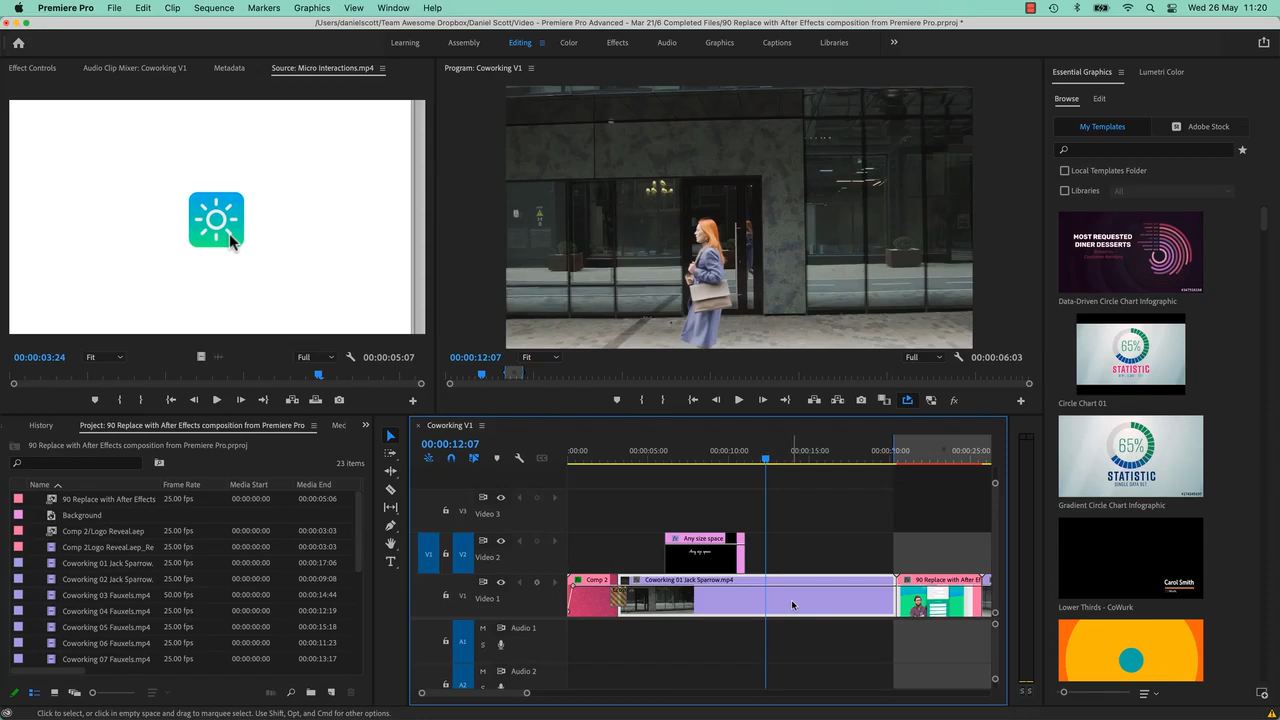 Premiere Pro File Edit Clip Sequence Markers Graphics View Window Help Wed 26 May 11:20
/Users/danielscott/Team Awesome Dropbox/Daniel Scott/Video - Premiere Pro Advanced - Mar 21/6 Completed Files/90 Replace with After Effects composition from Premiere Pro.prproj *
Learning Assembly Editing Color Effects Audio Graphics Captions Libraries
Effect Controls Audio Clip Mixer: Coworking V1 Metadata Source: Micro Interactions.mp4
Program: Coworking V1
Essential Graphics Lumetri Color
Browse Edit
My Templates St Adobe Stock
Local Templates Folder
Libraries All
MOST REQUESTED
DINER DESSERTS
Data-Driven Circle Chart Infographic
65%
STATISTIC
Circle Chart 01
65%
STATISTIC
SINGLE DATA SET
Gradient Circle Chart Infographic
Carol Smith
Lower Thirds - CoWurk
00:00:03:24 Fit Full 00:00:05:07
00:00:12:07 Fit Full 00:00:06:03
History Project: 90 Replace with After Effects composition from Premiere Pro Mec
90 Replace with After Effects composition from Premiere Pro.prproj
23 items
Name Frame Rate Media Start Media End
90 Replace with After Effects 25.00 fps 00:00:00:00 00:00:05:06
Background
Comp 2/Logo Reveal.aep 25.00 fps 00:00:00:00 00:00:03:03
Comp 2Logo Reveal.aep_Re 25.00 fps 00:00:00:00 00:00:03:03
Coworking 01 Jack Sparrow. 25.00 fps 00:00:00:00 00:00:17:06
Coworking 02 Jack Sparrow. 25.00 fps 00:00:00:00 00:00:09:08
Coworking 03 Fauxels.mp4 50.00 fps 00:00:00:00 00:00:14:44
Coworking 04 Fauxels.mp4 25.00 fps 00:00:00:00 00:00:12:19
Coworking 05 Fauxels.mp4 25.00 fps 00:00:00:00 00:00:15:18
Coworking 06 Fauxels.mp4 25.00 fps 00:00:00:00 00:00:11:23
Coworking 07 Fauxels.mp4 25.00 fps 00:00:00:00 00:00:13:17
Coworking V1
00:00:12:07
:00:00 00:00:05:00 00:00:10:00 00:00:15:00 00:00:20:00 00:00:25:00
V3 Video 3
V1 V2 Video 2
Any size space
Any size space
V1 Video 1
Comp 2 Coworking 01 Jack Sparrow.mp4 90 Replace with After Ef
A1 M Audio 1
S
A2 M Audio 2
S
S S
Click to select, or click in empty space and drag to marquee select. Use Shift, Opt, and Cmd for other options.